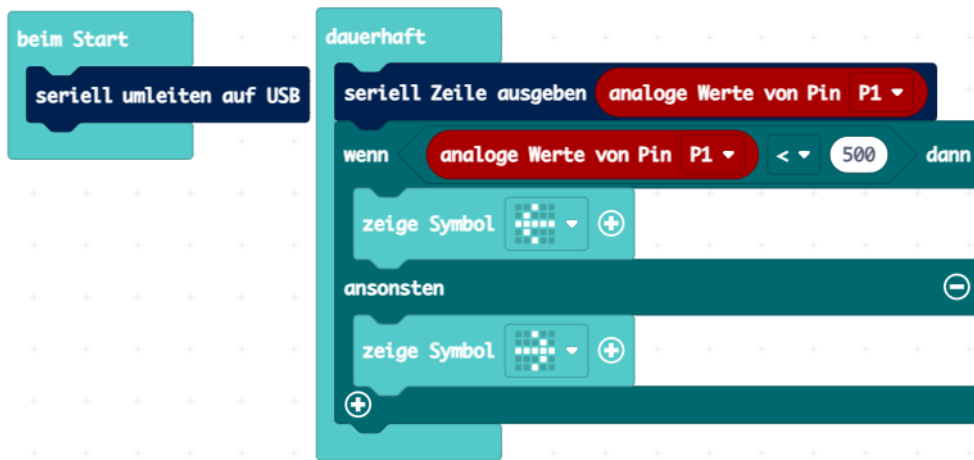 beim Start
seriell umleiten auf USB
dauerhaft
seriell Zeile ausgeben analoge Werte von Pin P1
wenn analoge Werte von Pin P1 < 500 dann
zeige Symbol
ansonsten
zeige Symbol